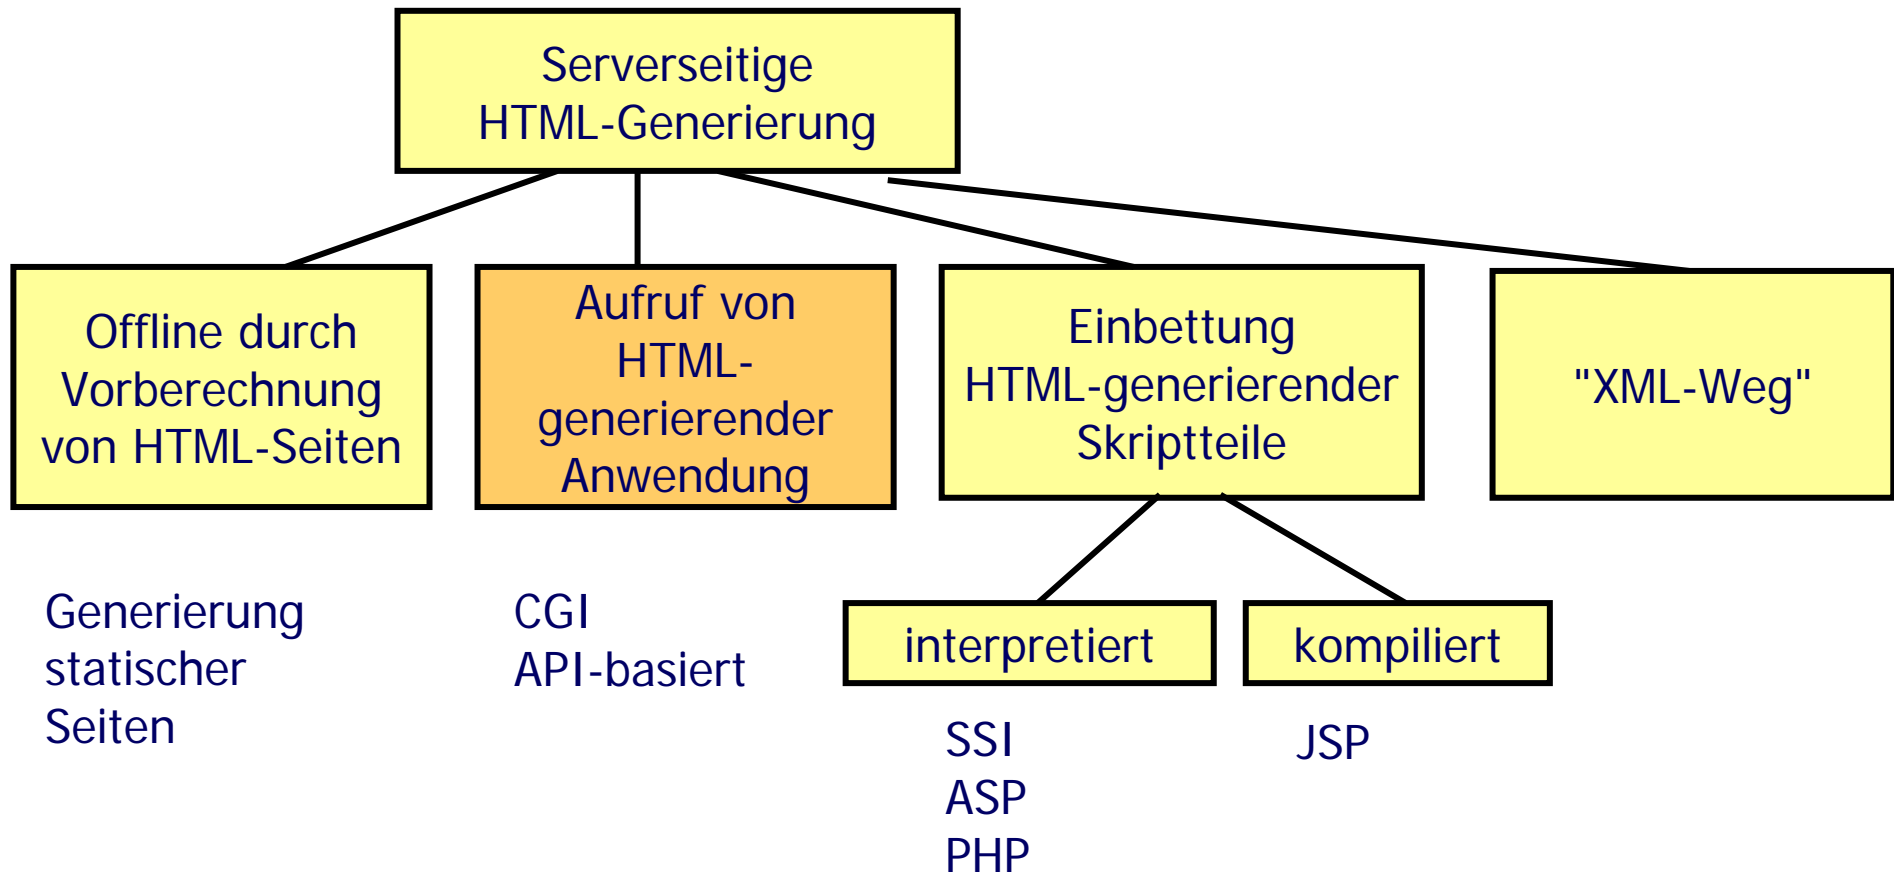 Serverseitige
HTML-Generierung
Offline durch
Vorberechnung
von HTML-Seiten
Aufruf von
HTML-
generierender
Anwendung
Einbettung
HTML-generierender
Skriptteile
"XML-Weg"
Generierung
statischer
Seiten
CGI
API-basiert
interpretiert
kompiliert
SSI
ASP
PHP
JSP